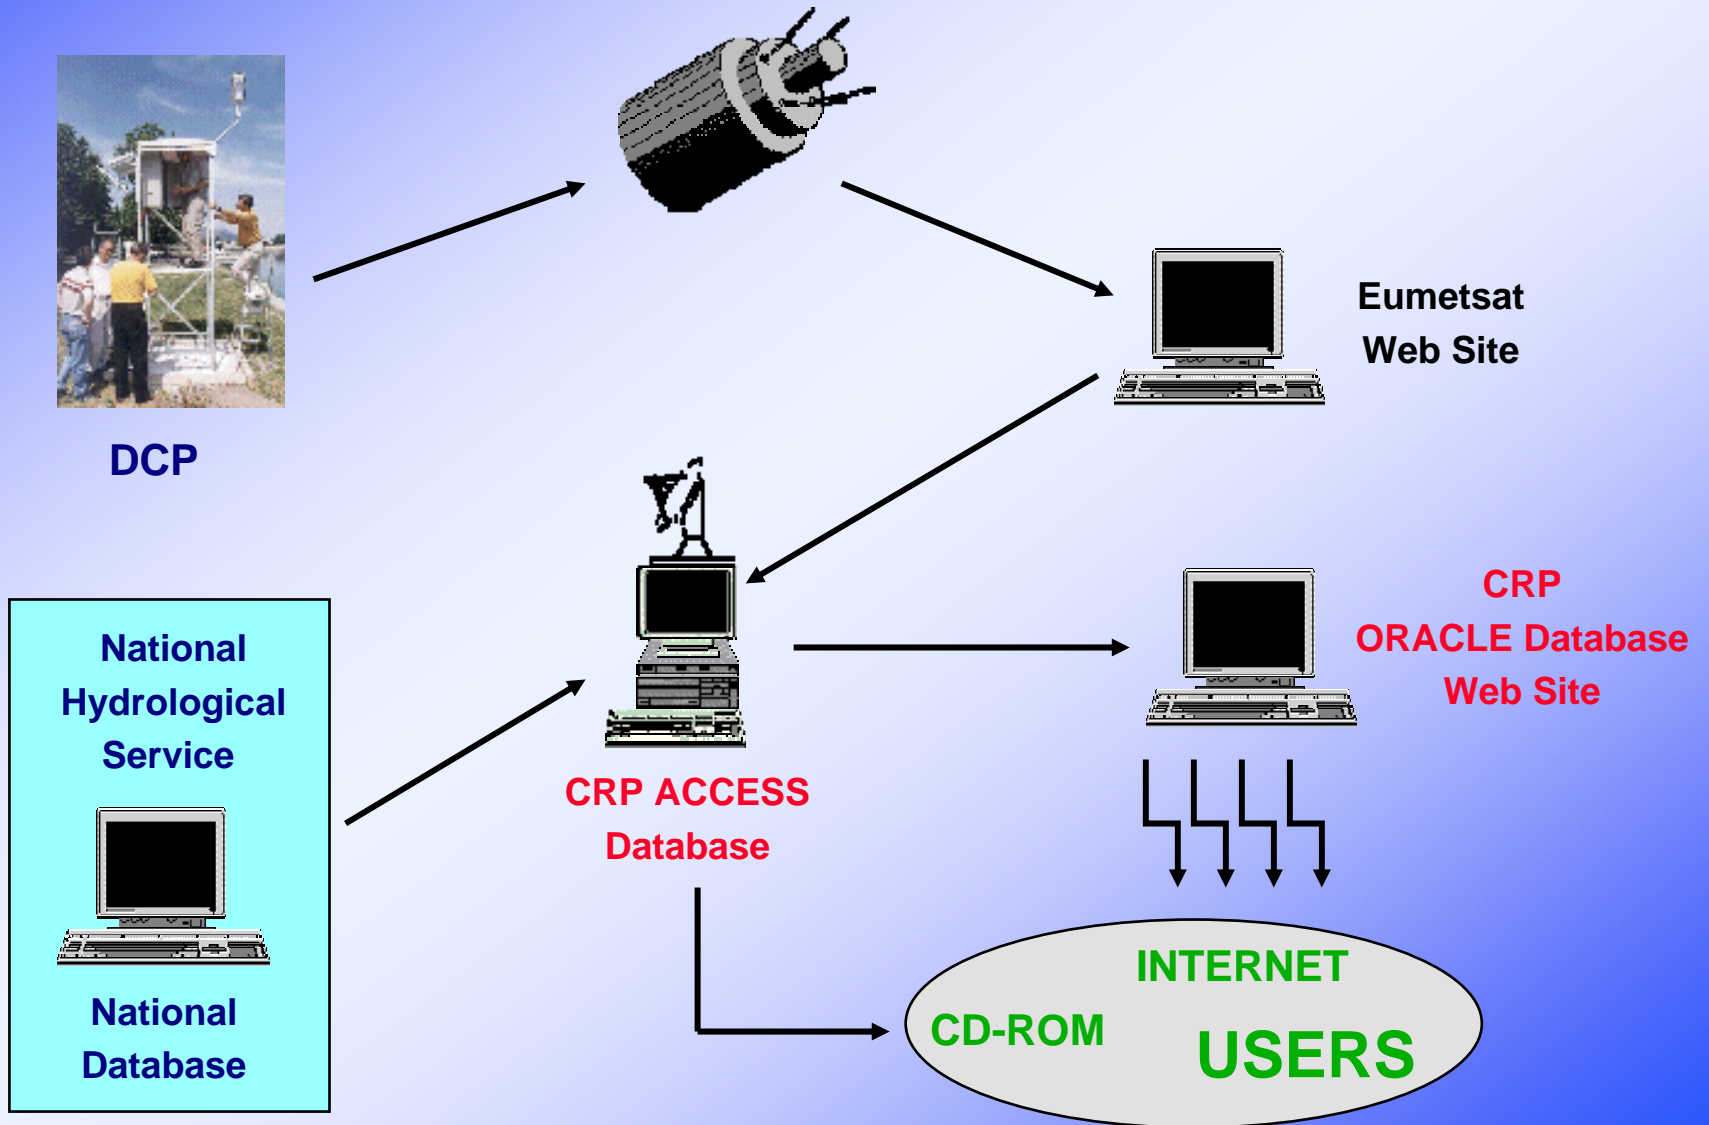 Eumetsat
Web Site
DCP
CRP
ORACLE Database
Web Site
National
Hydrological
Service
CRP ACCESS
Database
INTERNET
CD-ROM
USERS
National
Database